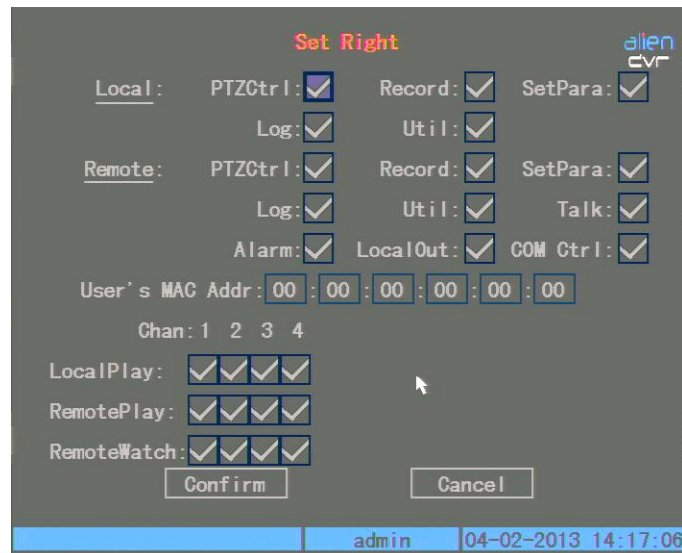 Set Right
alien
dvr
Local: PTZCtrl: Record: SetPara:
Log: Util:
Remote: PTZCtrl: Record: SetPara:
Log: Util: Talk:
Alarm: LocalOut: COM Ctrl:
User's MAC Addr: 00 : 00 : 00 : 00 : 00 : 00
Chan: 1 2 3 4
LocalPlay:
RemotePlay:
RemoteWatch:
Confirm Cancel
admin 04-02-2013 14:17:06